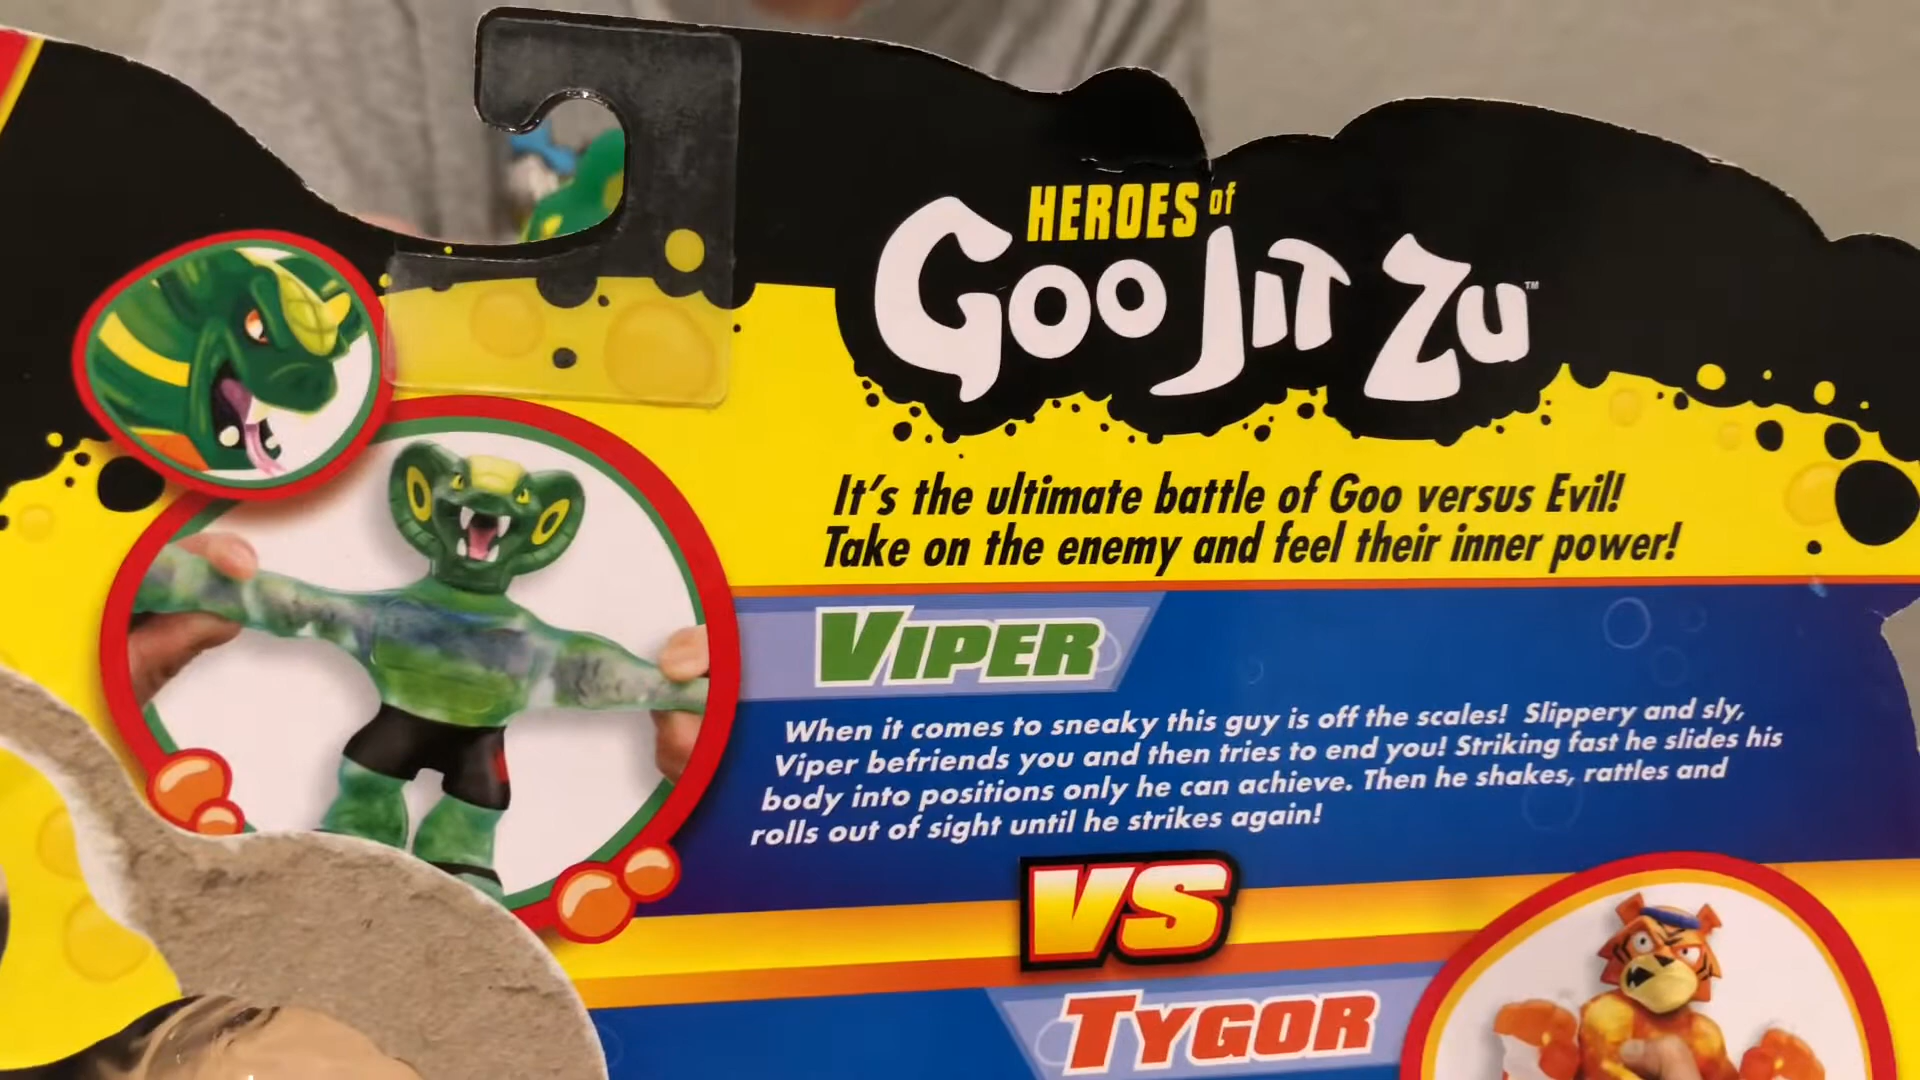 HEROES of
GOO JIT ZU™
It's the ultimate battle of Goo versus Evil!
Take on the enemy and feel their inner power!
VIPER
When it comes to sneaky this guy is off the scales! Slippery and sly,
Viper befriends you and then tries to end you! Striking fast he slides his
body into positions only he can achieve. Then he shakes, rattles and
rolls out of sight until he strikes again!
VS
TYGOR